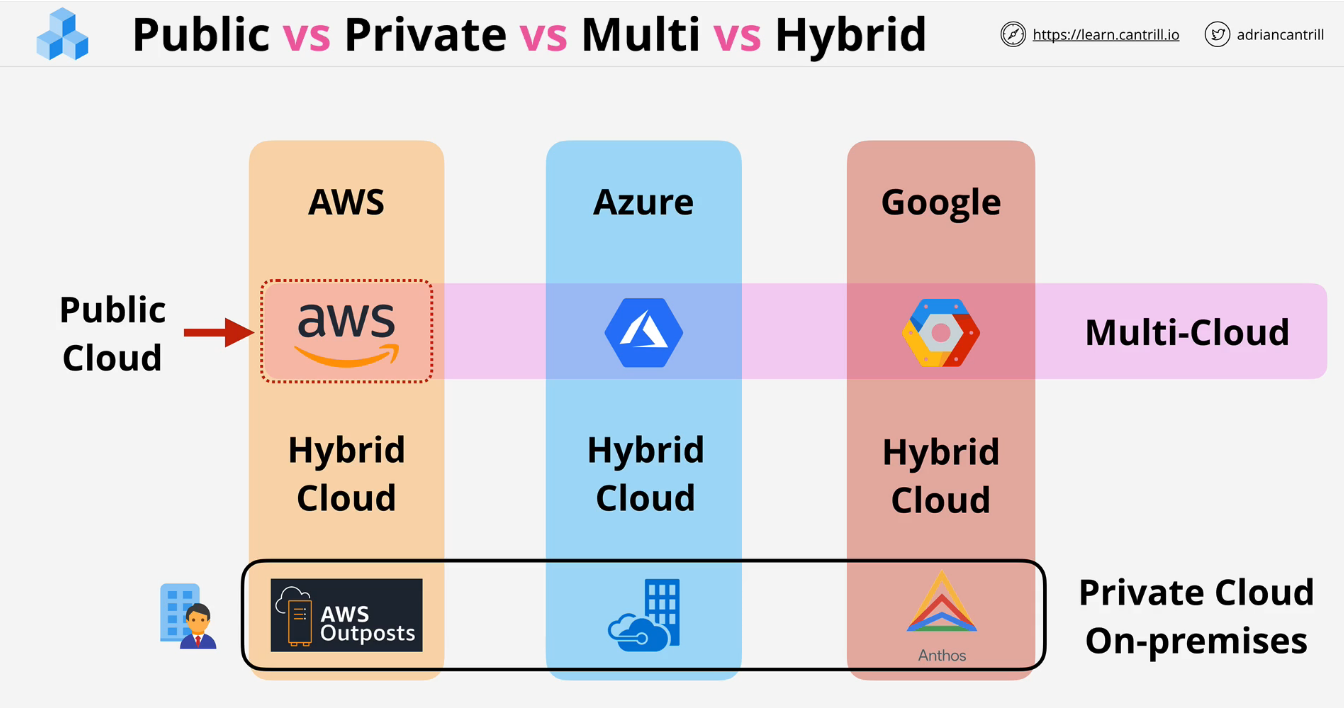 Public vs Private vs Multi vs Hybrid
https://learn.cantrill.io
adriancantrill
AWS
Azure
Google
Public
Cloud
aws
Multi-Cloud
Hybrid
Cloud
Hybrid
Cloud
Hybrid
Cloud
AWS
Outposts
Anthos
Private Cloud
On-premises